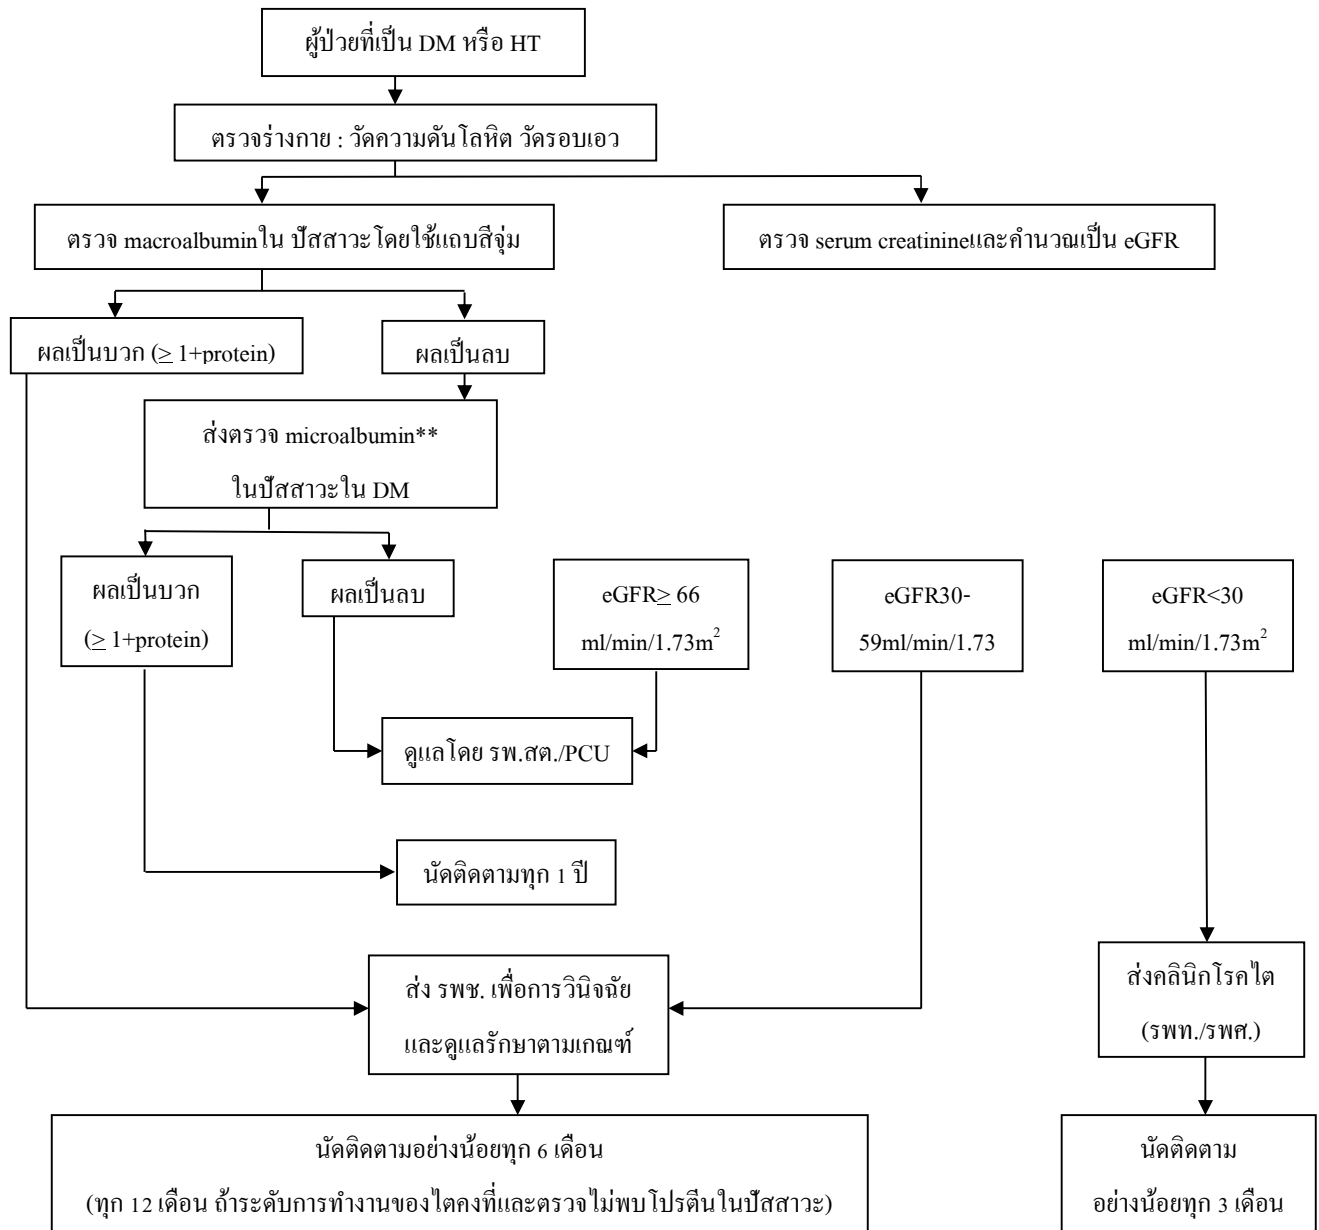 ผู้ป่วยที่เป็น DM หรือ HT
ตรวจร่างกาย : วัดความดันโลหิต วัดรอบเอว
ตรวจ macroalbuminใน ปัสสาวะโดยใช้แถบสีจุ่ม
ตรวจ serum creatinineและคำนวณเป็น eGFR
ผลเป็นบวก (≥ 1+protein)
ผลเป็นลบ
ส่งตรวจ microalbumin**
ในปัสสาวะใน DM
ผลเป็นบวก
(≥ 1+protein)
ผลเป็นลบ
eGFR≥ 66
ml/min/1.73m²
eGFR30-
59ml/min/1.73
eGFR<30
ml/min/1.73m²
ดูแลโดย รพ.สต./PCU
นัดติดตามทุก 1 ปี
ส่ง รพช. เพื่อการวินิจฉัย
และดูแลรักษาตามเกณฑ์
ส่งคลินิกโรคไต
(รพท./รพศ.)
นัดติดตามอย่างน้อยทุก 6 เดือน
(ทุก 12 เดือน ถ้าระดับการทำงานของไตคงที่และตรวจไม่พบโปรตีนในปัสสาวะ)
นัดติดตาม
อย่างน้อยทุก 3 เดือน